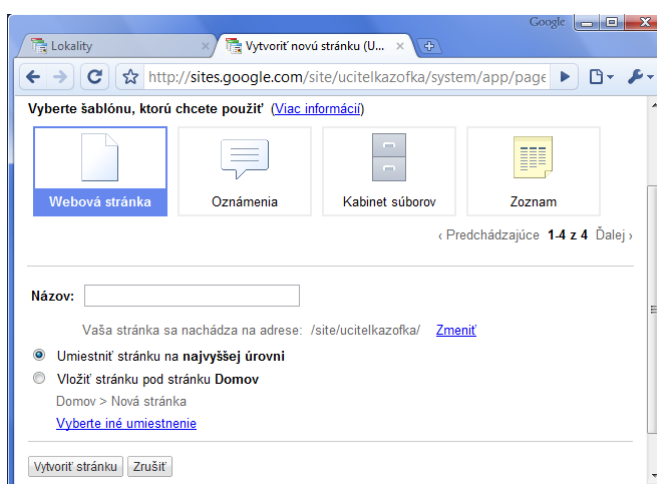 Google
Lokality
Vytvoriť novú stránku (U...
http://sites.google.com/site/ucitelkazofka/system/app/page
Vyberte šablónu, ktorú chcete použiť (Viac informácií)
Webová stránka Oznámenia Kabinet súborov Zoznam
‹ Predchádzajúce 1-4 z 4 Ďalej ›
Názov:
Vaša stránka sa nachádza na adrese: /site/ucitelkazofka/ Zmeniť
Umiestniť stránku na najvyššej úrovni
Vložiť stránku pod stránku Domov
Domov > Nová stránka
Vyberte iné umiestnenie
Vytvoriť stránku Zrušiť